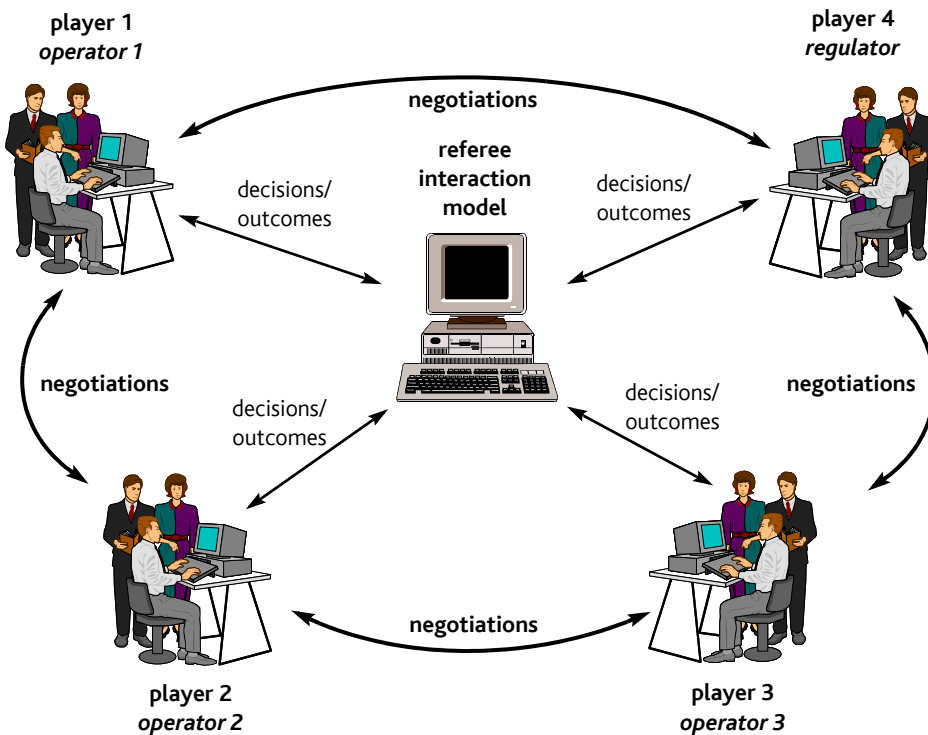 player 1
operator 1
player 4
regulator
negotiations
referee
interaction
model
decisions/
outcomes
decisions/
outcomes
negotiations
negotiations
decisions/
outcomes
decisions/
outcomes
negotiations
player 2
operator 2
player 3
operator 3